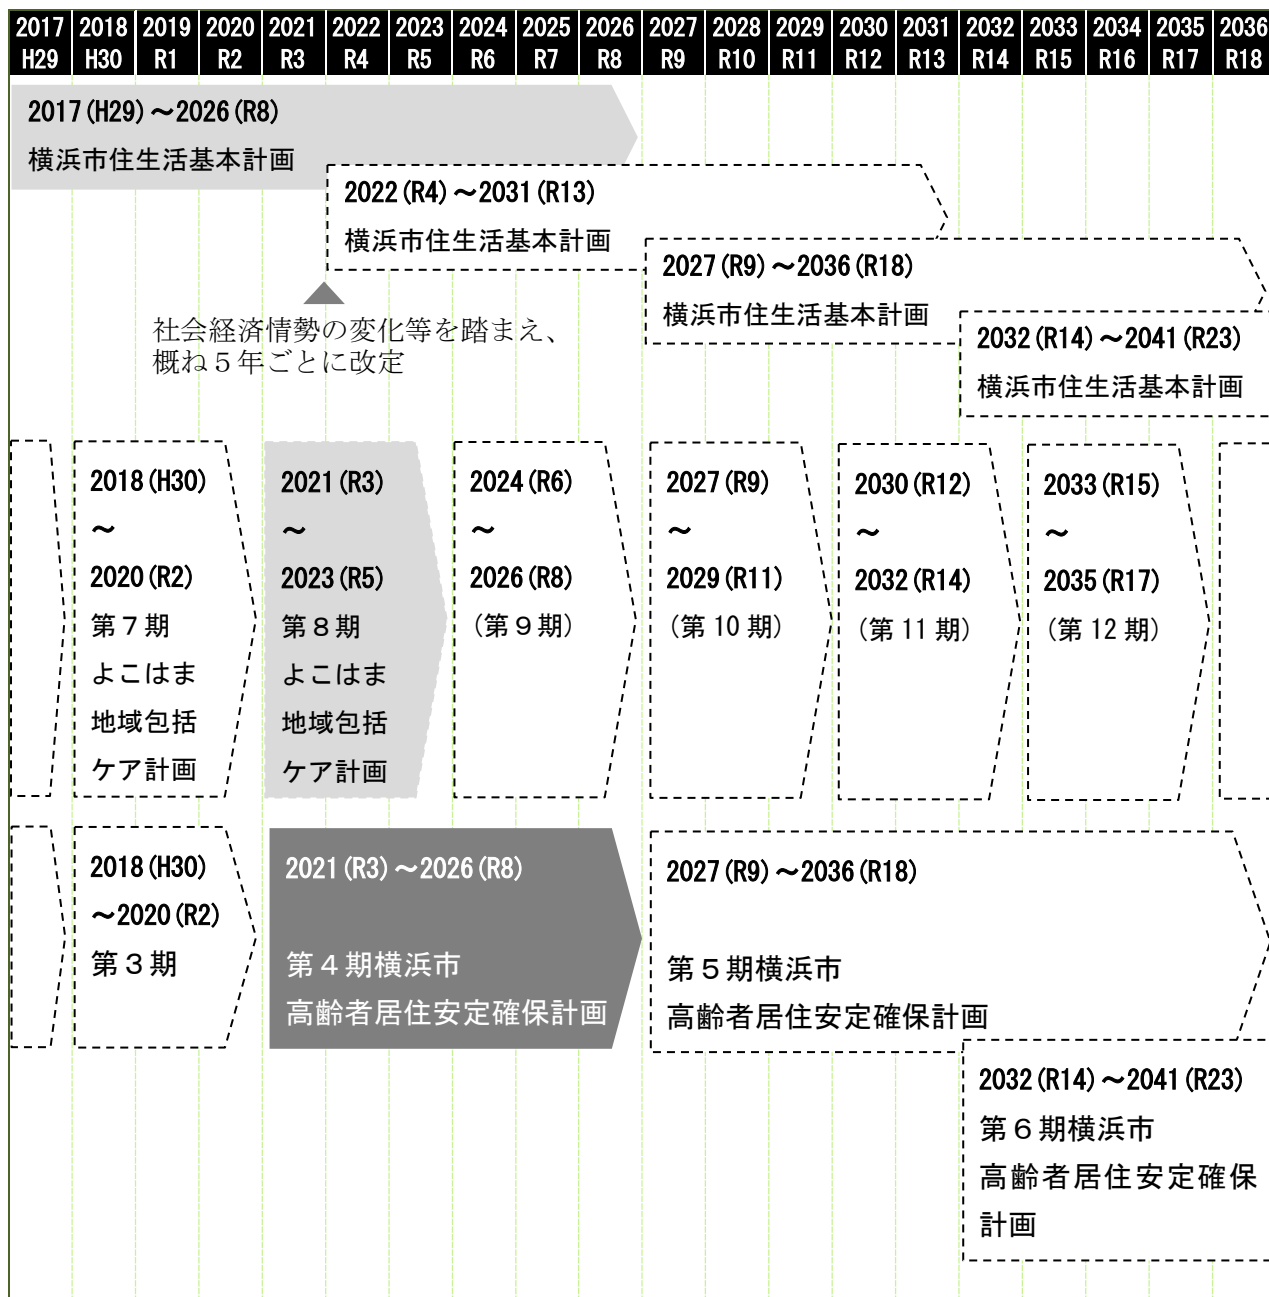 2017 2018 2019 2020 2021 2022 2023 2024 2025 2026 2027 2028 2029 2030 2031 2032 2033 2034 2035 2036
H29 H30 R1 R2 R3 R4 R5 R6 R7 R8 R9 R10 R11 R12 R13 R14 R15 R16 R17 R18
2017(H29)～2026(R8)
横浜市住生活基本計画
2022(R4)～2031(R13)
横浜市住生活基本計画
2027(R9)～2036(R18)
横浜市住生活基本計画
2032(R14)～2041(R23)
横浜市住生活基本計画
社会経済情勢の変化等を踏まえ、
概ね５年ごとに改定
2018(H30)
～
2020(R2)
第７期
よこはま
地域包括
ケア計画
2021(R3)
～
2023(R5)
第８期
よこはま
地域包括
ケア計画
2024(R6)
～
2026(R8)
（第９期）
2027(R9)
～
2029(R11)
（第 10 期）
2030(R12)
～
2032(R14)
（第 11 期）
2033(R15)
～
2035(R17)
（第 12 期）
2018(H30)
～2020(R2)
第３期
2021(R3)～2026(R8)
第４期横浜市
高齢者居住安定確保計画
2027(R9)～2036(R18)
第５期横浜市
高齢者居住安定確保計画
2032(R14)～2041(R23)
第６期横浜市
高齢者居住安定確保
計画